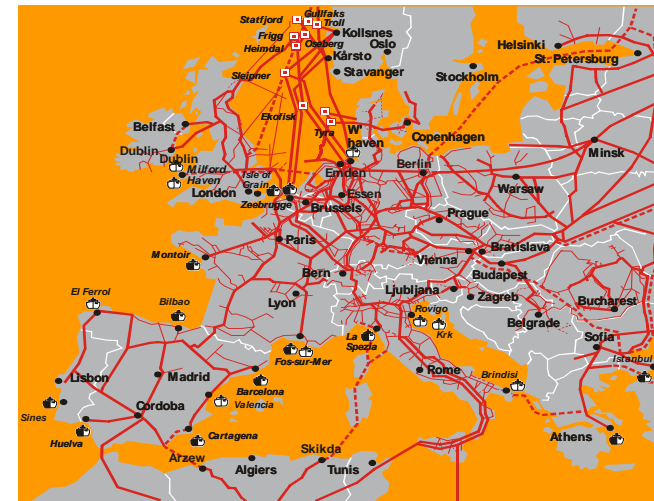 Statfjord
Gullfaks
Troll
Frigg
Kollsnes
Oseberg
Oslo
Heimdal
Kårsto
Helsinki
St. Petersburg
Sleipner
Stavanger
Stockholm
Ekofisk
Tyra
W'
haven
Belfast
Copenhagen
Dublin
Dublin
Minsk
Milford
Haven
Isle of
Grain
Emden
Berlin
London
Zeebrugge
Essen
Brussels
Warsaw
Prague
Paris
Montoir
Vienna
Bratislava
Bern
Budapest
El Ferrol
Bilbao
Lyon
Ljubljana
Zagreb
Rovigo
Krk
Bucharest
Belgrade
La
Spezia
Sofia
Fos-sur-Mer
Istanbul
Lisbon
Madrid
Rome
Brindisi
Barcelona
Valencia
Sines
Cordoba
Huelva
Cartagena
Athens
Arzew
Skikda
Algiers
Tunis